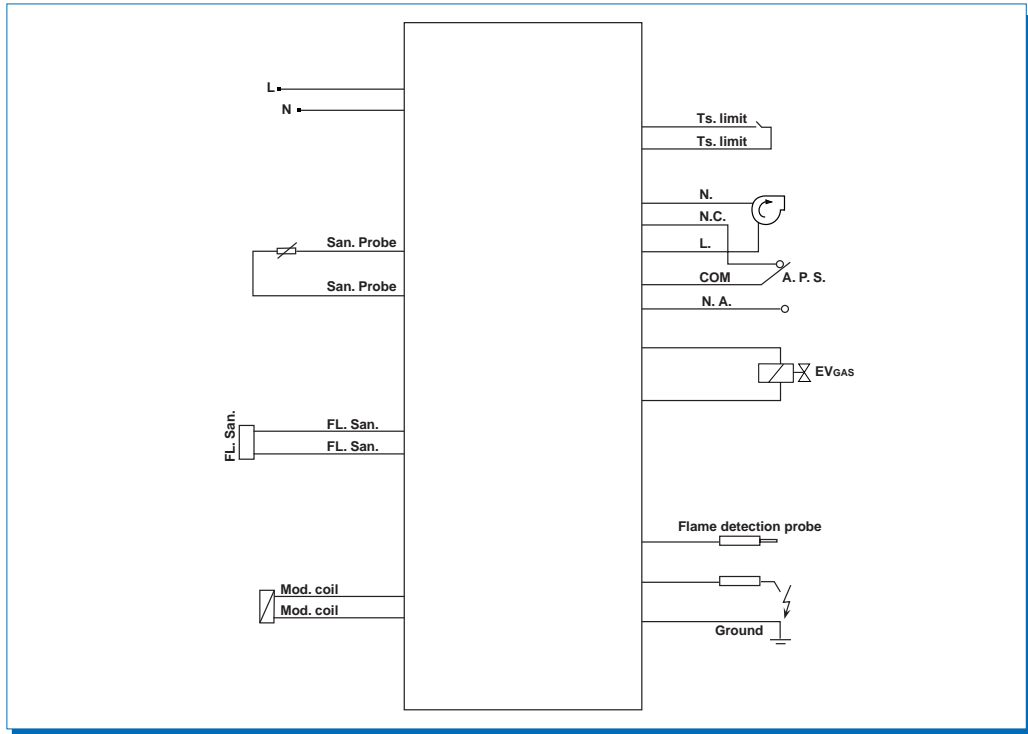 L
N
San. Probe
San. Probe
FL. San.
FL. San.
FL. San.
Mod. coil
Mod. coil
Ts. limit
Ts. limit
N.
N.C.
L.
COM
A. P. S.
N. A.
EVGAS
Flame detection probe
Ground